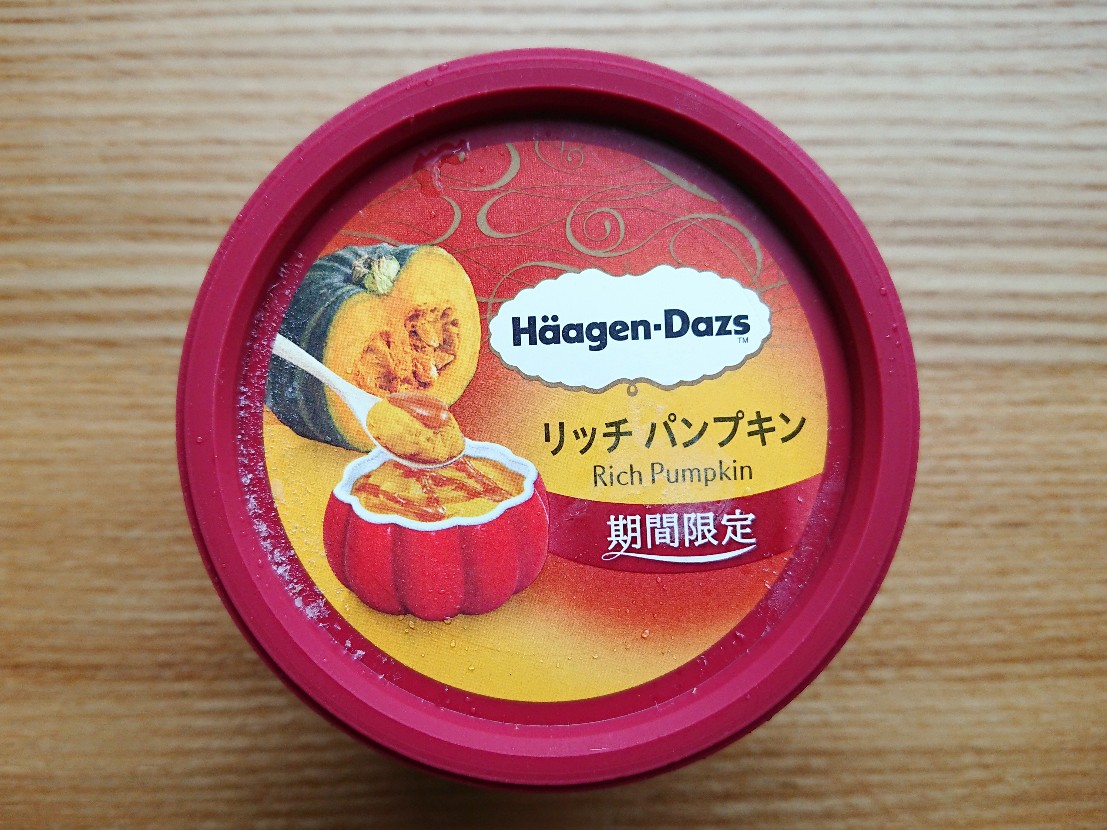 Häagen-Dazs
TM
リッチ パンプキン
Rich Pumpkin
期間限定